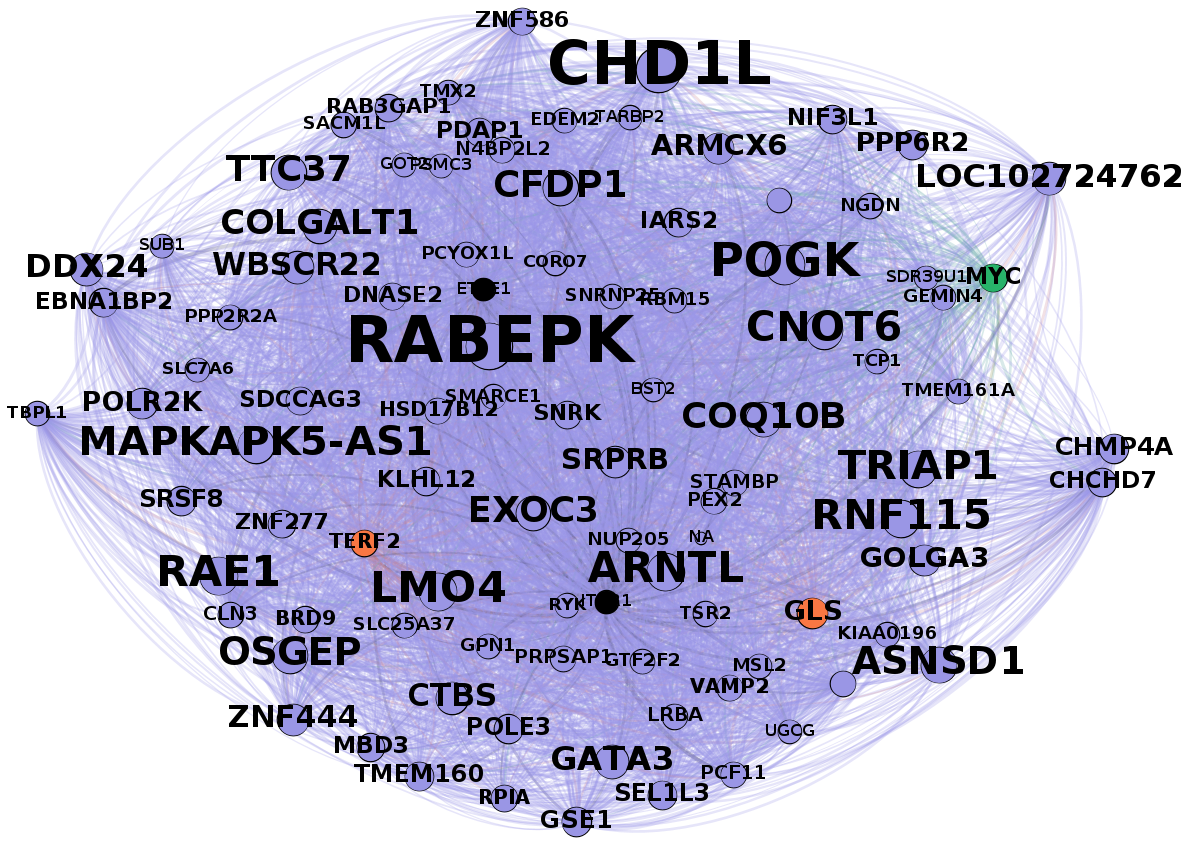 ZNF586
CHD1L
TMX2
RAB3GAP1
SACM1L
EDEM2
TARBP2
NIF3L1
PDAP1
N4BP2L2
ARMCX6
PPP6R2
TTC37
GOT2
PSMC3
CFDP1
LOC102724762
COLGALT1
IARS2
NGDN
SUB1
DDX24
WBSCR22
PCYOX1L
CORO7
POGK
SDR39U1
MYC
EBNA1BP2
DNASE2
SNRNP25
RBM15
GEMIN4
PPP2R2A
RABEPK
CNOT6
TCP1
SLC7A6
TBPL1
POLR2K
SDCCAG3
SMARCE1
BST2
TMEM161A
HSD17B12
SNRK
COQ10B
MAPKAPK5-AS1
CHMP4A
SRPRB
TRIAP1
KLHL12
STAMBP
CHCHD7
SRSF8
PEX2
EXOC3
RNF115
ZNF277
TERF2
NUP205
NA
GOLGA3
RAE1
LMO4
ARNTL
CLN3
BRD9
RYK
TSR2
GLS
SLC25A37
KIAA0196
OSGEP
GPN1
PRPSAP1
GTF2F2
MSL2
ASNSD1
CTBS
VAMP2
ZNF444
POLE3
LRBA
UGCG
MBD3
TMEM160
GATA3
PCF11
RPIA
SEL1L3
GSE1